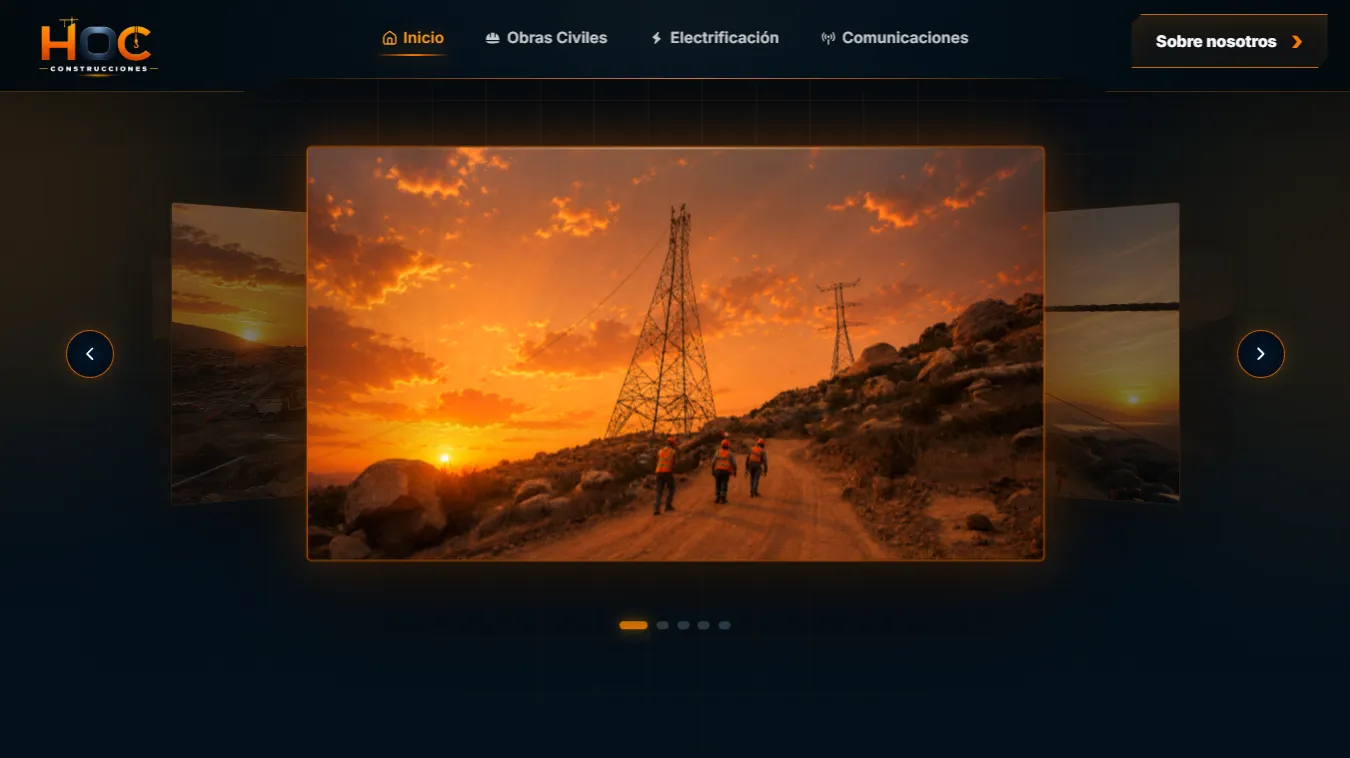 HOC
CONSTRUCCIONES
Inicio
Obras Civiles
Electrificación
Comunicaciones
Sobre nosotros